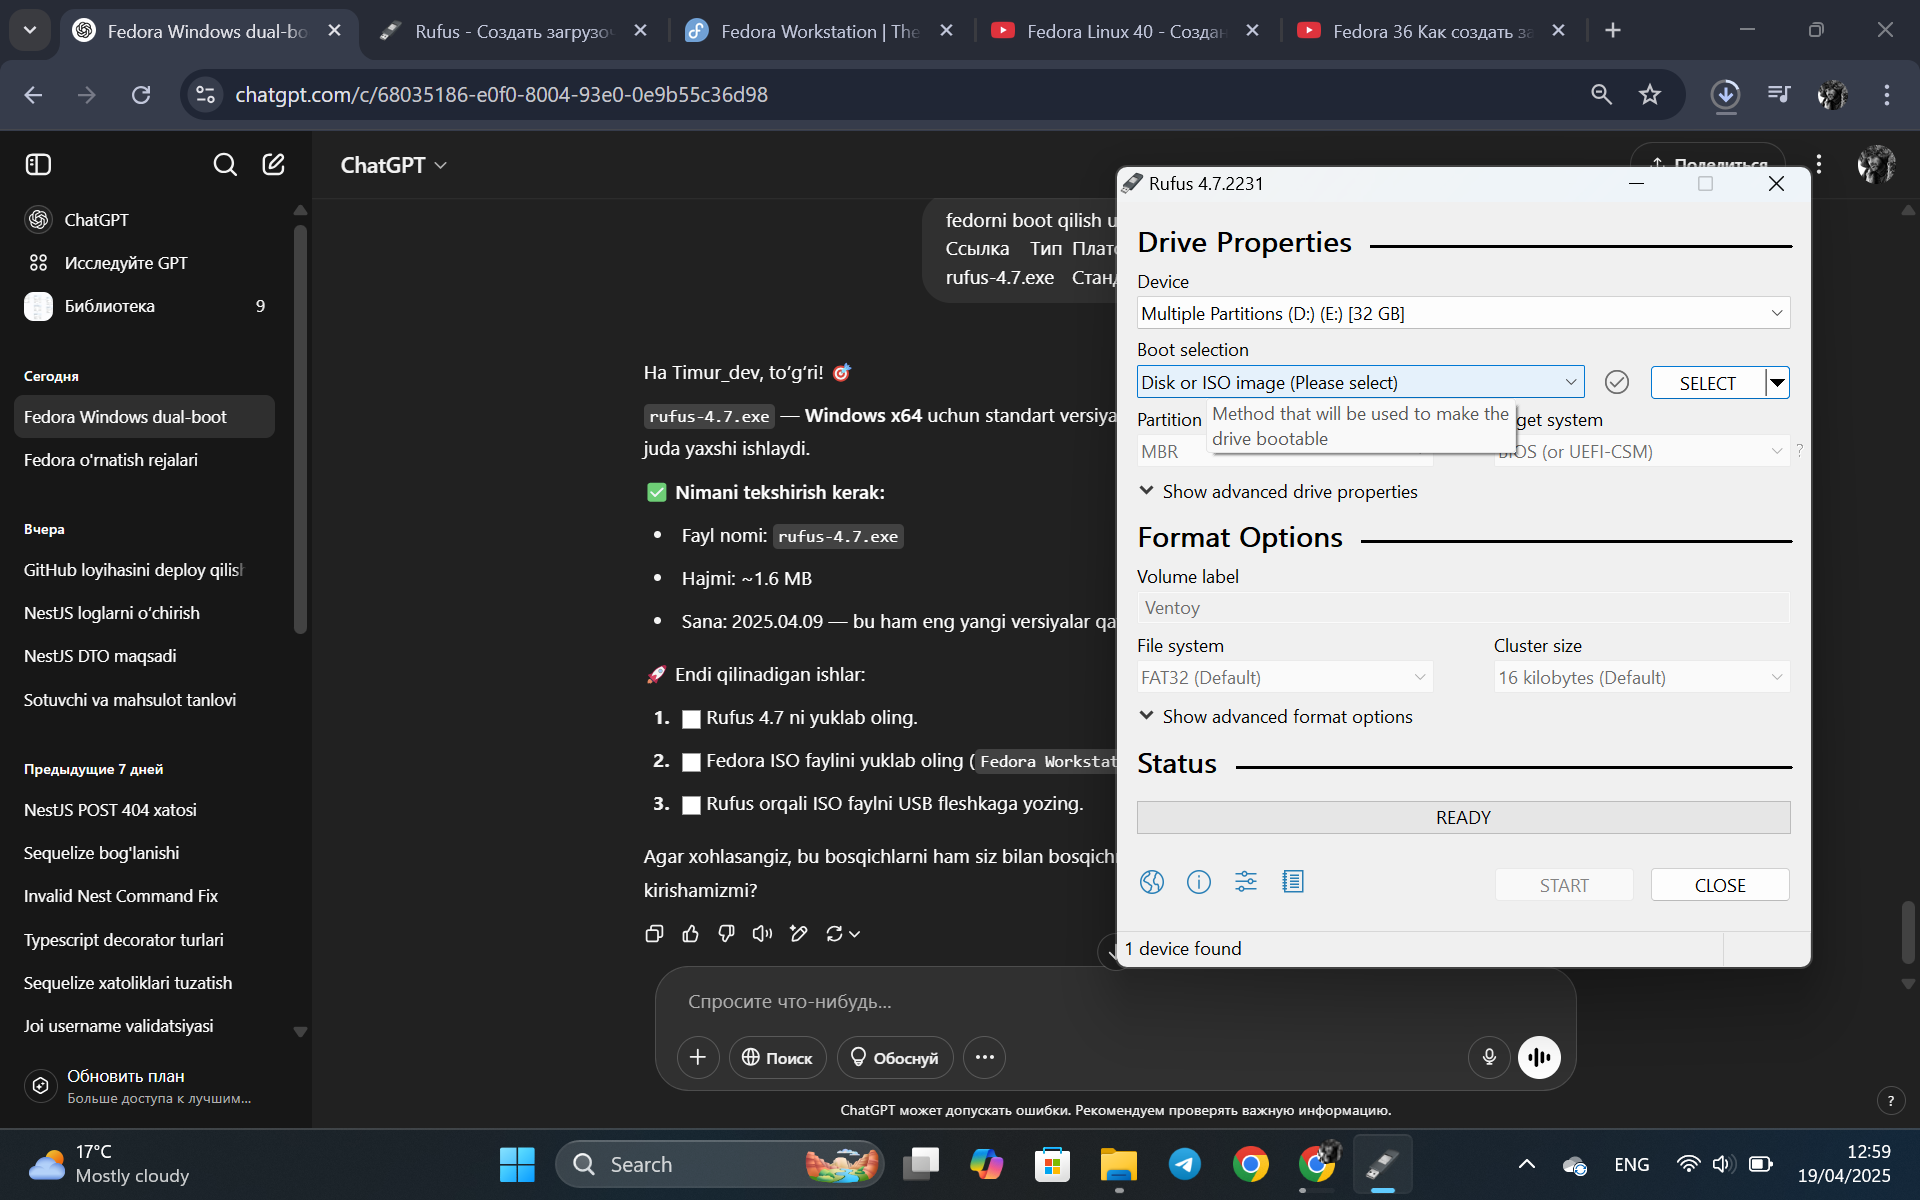 Fedora Windows dual-bo
Rufus - Создать загрузо
Fedora Workstation | The
Fedora Linux 40 - Создан
Fedora 36 Как создать за
chatgpt.com/c/68035186-e0f0-8004-93e0-0e9b55c36d98
ChatGPT
Поделиться
ChatGPT
Исследуйте GPT
Библиотека 9
Сегодня
Fedora Windows dual-boot
Fedora o'rnatish rejalari
Вчера
GitHub loyihasini deploy qilish
NestJS loglarni o‘chirish
NestJS DTO maqsadi
Sotuvchi va mahsulot tanlovi
Предыдущие 7 дней
NestJS POST 404 xatosi
Sequelize bog'lanishi
Invalid Nest Command Fix
Typescript decorator turlari
Sequelize xatoliklari tuzatish
Joi username validatsiyasi
Обновить план
Больше доступа к лучшим...
fedorni boot qilish u
Ссылка Тип Плат
rufus-4.7.exe Стан
Ha Timur_dev, to‘g‘ri! 🎯
rufus-4.7.exe — Windows x64 uchun standart versiya
juda yaxshi ishlaydi.
✅ Nimani tekshirish kerak:
• Fayl nomi: rufus-4.7.exe
• Hajmi: ~1.6 MB
• Sana: 2025.04.09 — bu ham eng yangi versiyalar qa
🚀 Endi qilinadigan ishlar:
1. ⬜ Rufus 4.7 ni yuklab oling.
2. ⬜ Fedora ISO faylini yuklab oling (Fedora Workstat
3. ⬜ Rufus orqali ISO faylni USB fleshkaga yozing.
Agar xohlasangiz, bu bosqichlarni ham siz bilan bosqich
kirishamizmi?
Спросите что-нибудь...
Поиск
Обоснуй
ChatGPT может допускать ошибки. Рекомендуем проверять важную информацию.
?
Rufus 4.7.2231
Drive Properties
Device
Multiple Partitions (D:) (E:) [32 GB]
Boot selection
Disk or ISO image (Please select)
SELECT
Method that will be used to make the
drive bootable
Partition
get system
MBR
BIOS (or UEFI-CSM) ?
Show advanced drive properties
Format Options
Volume label
Ventoy
File system
Cluster size
FAT32 (Default)
16 kilobytes (Default)
Show advanced format options
Status
READY
START
CLOSE
1 device found
17°C
Mostly cloudy
Search
ENG
12:59
19/04/2025